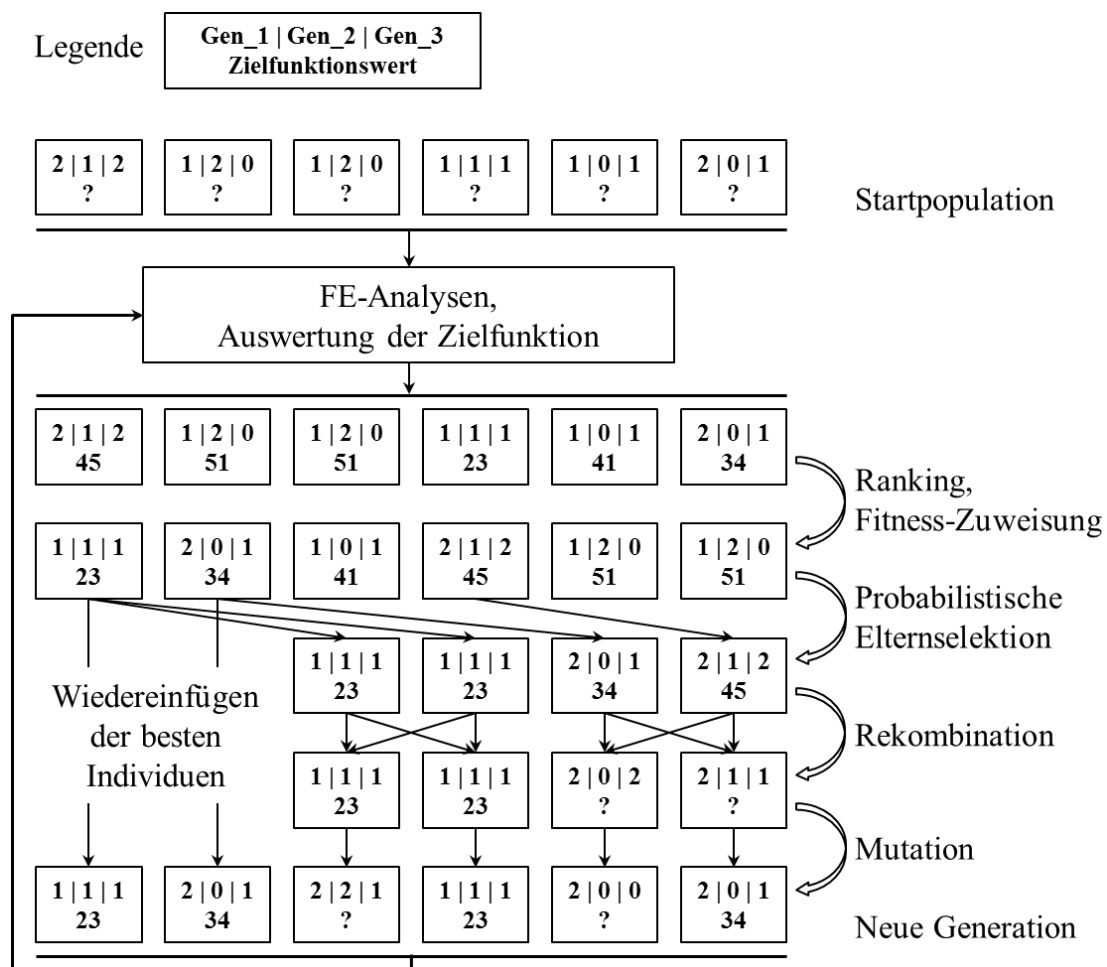 Legende
Gen_1 | Gen_2 | Gen_3
Zielfunktionswert
2 | 1 | 2 1 | 2 | 0 1 | 2 | 0 1 | 1 | 1 1 | 0 | 1 2 | 0 | 1
? ? ? ? ? ?
Startpopulation
FE-Analysen,
Auswertung der Zielfunktion
2 | 1 | 2 1 | 2 | 0 1 | 2 | 0 1 | 1 | 1 1 | 0 | 1 2 | 0 | 1
45 51 51 23 41 34
Ranking,
Fitness-Zuweisung
1 | 1 | 1 2 | 0 | 1 1 | 0 | 1 2 | 1 | 2 1 | 2 | 0 1 | 2 | 0
23 34 41 45 51 51
Probabilistische
Elternselektion
1 | 1 | 1 1 | 1 | 1 2 | 0 | 1 2 | 1 | 2
23 23 34 45
Wiedereinfügen
der besten
Individuen
Rekombination
1 | 1 | 1 1 | 1 | 1 2 | 0 | 2 2 | 1 | 1
23 23 ? ?
Mutation
1 | 1 | 1 2 | 0 | 1 2 | 2 | 1 1 | 1 | 1 2 | 0 | 0 2 | 0 | 1
23 34 ? 23 ? 34
Neue Generation